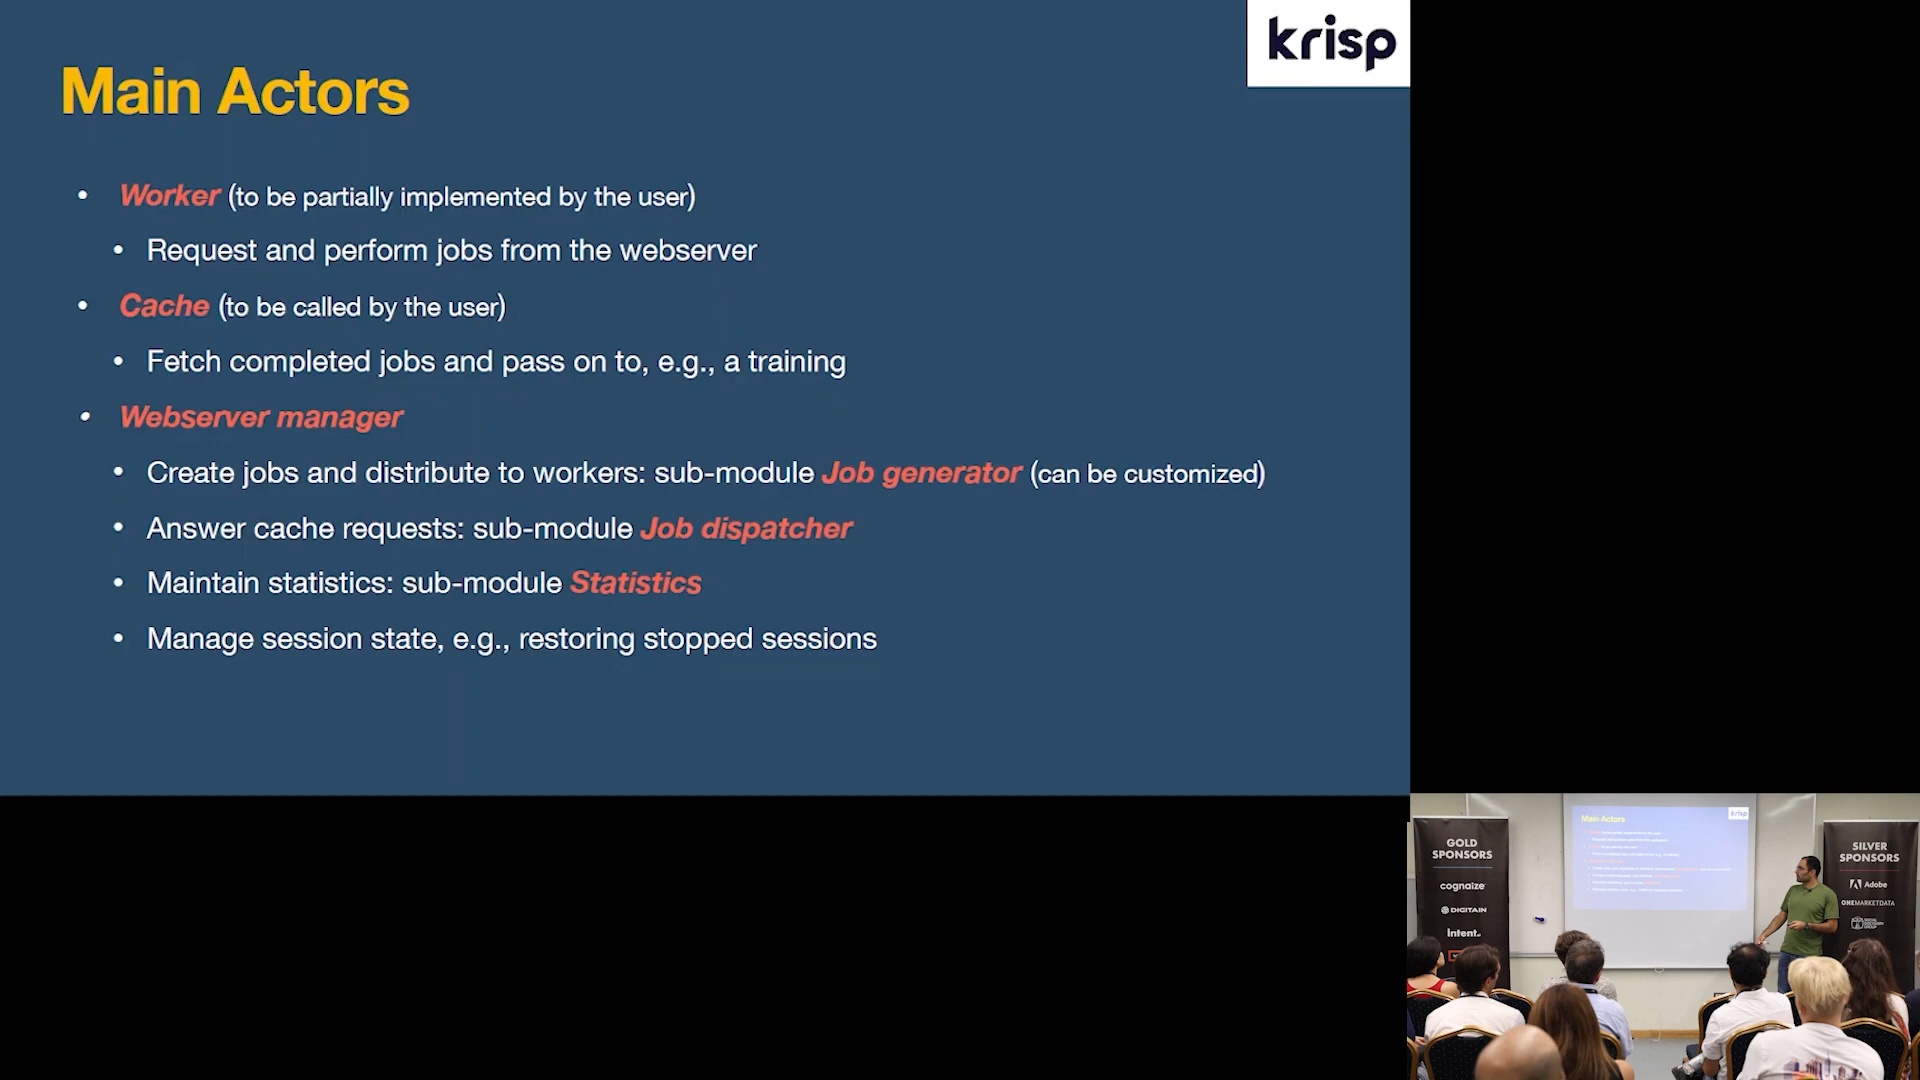 krisp
Main Actors
• Worker (to be partially implemented by the user)
• Request and perform jobs from the webserver
• Cache (to be called by the user)
• Fetch completed jobs and pass on to, e.g., a training
• Webserver manager
• Create jobs and distribute to workers: sub-module Job generator (can be customized)
• Answer cache requests: sub-module Job dispatcher
• Maintain statistics: sub-module Statistics
• Manage session state, e.g., restoring stopped sessions
Main Actors
krisp
GOLD
SPONSORS
cognaize
DIGITAIN
Intent.
SILVER
SPONSORS
Adobe
ONEMARKETDATA